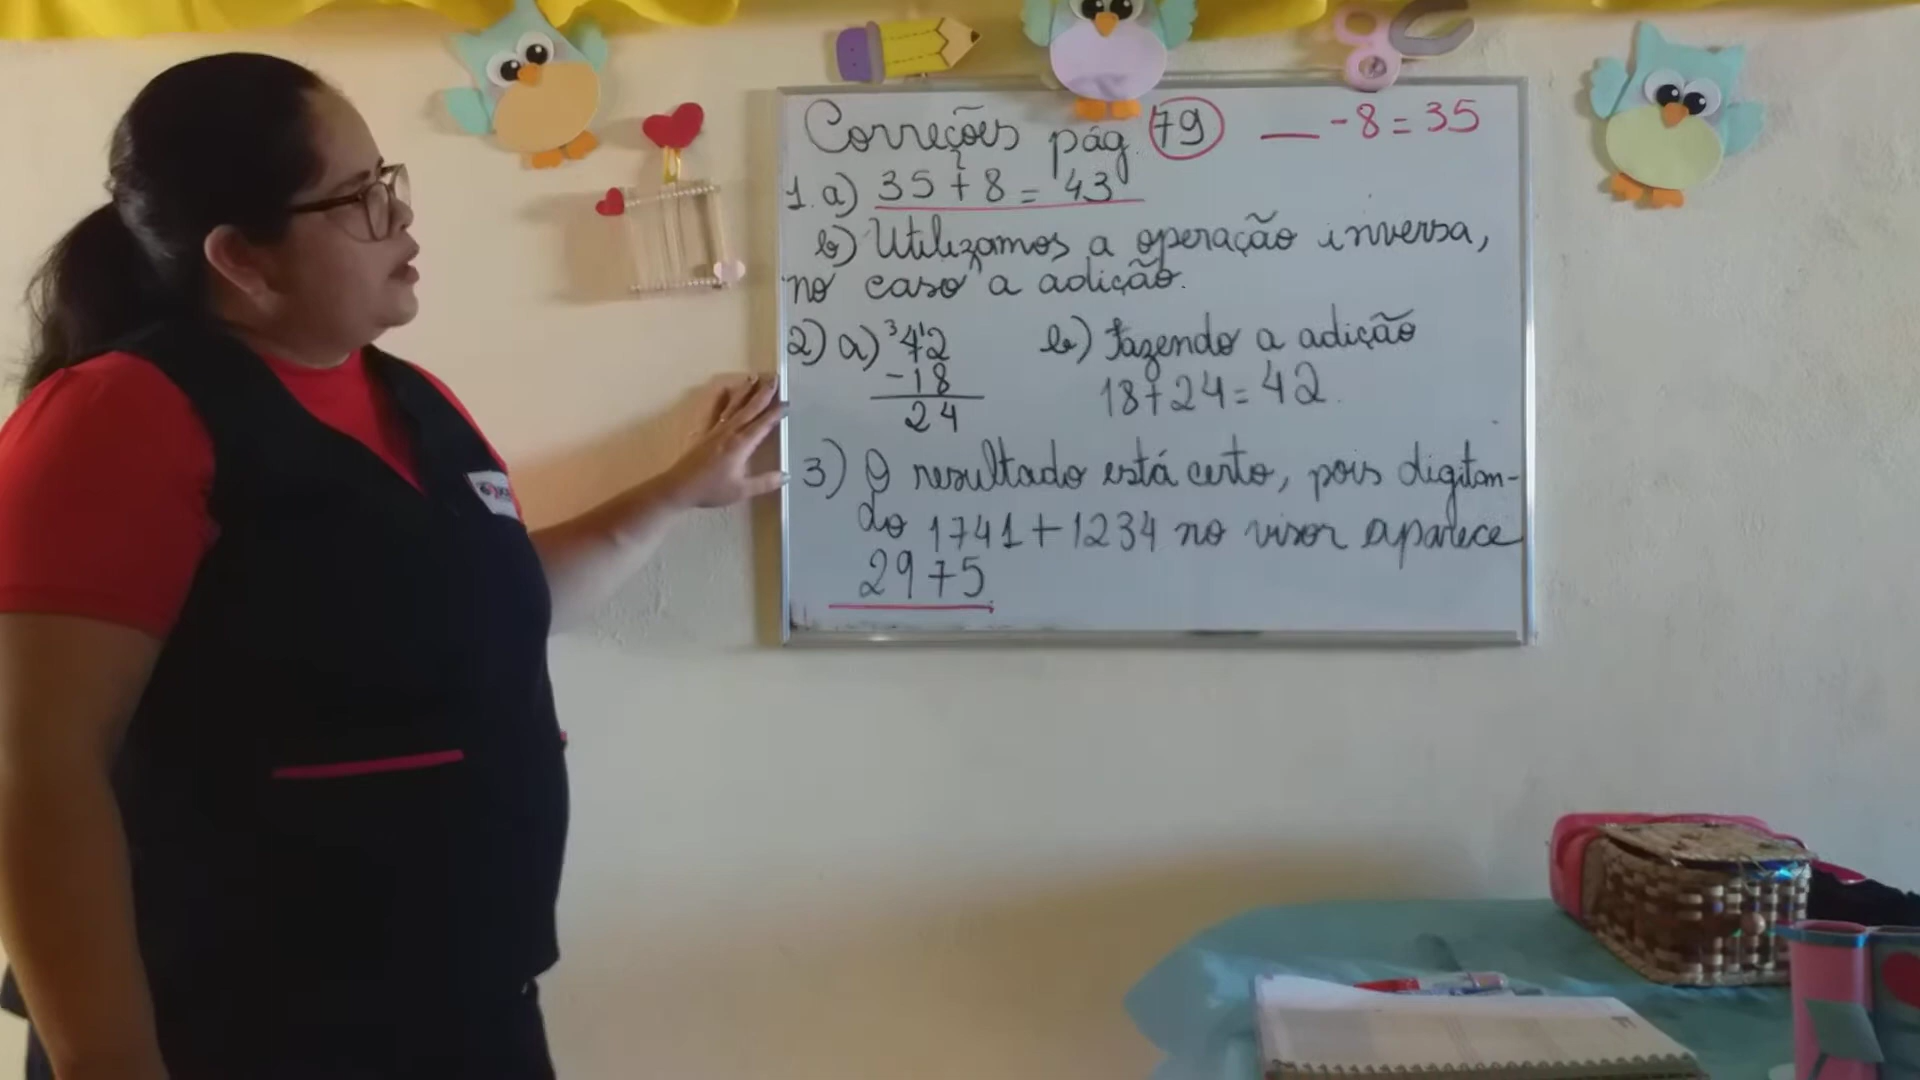 Correções pág. 79
__ - 8 = 35
1. a) 35 + 8 = 43
b) Utilizamos a operação inversa,
no caso a adição.
2) a) ³4¹2
- 18
24
b) Fazendo a adição
18 + 24 = 42.
3) O resultado está certo, pois digitan-
do 1741 + 1234 no visor aparece
2975